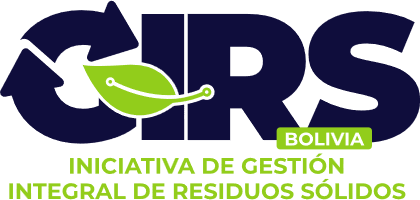 GIRS
BOLIVIA
INICIATIVA DE GESTIÓN
INTEGRAL DE RESIDUOS SÓLIDOS